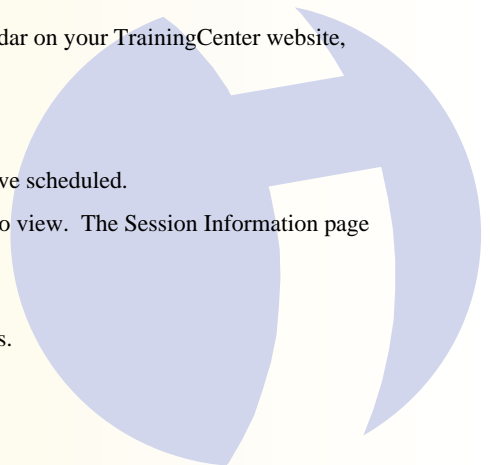 dar on your TrainingCenter website,
ve scheduled.
o view. The Session Information page
s.